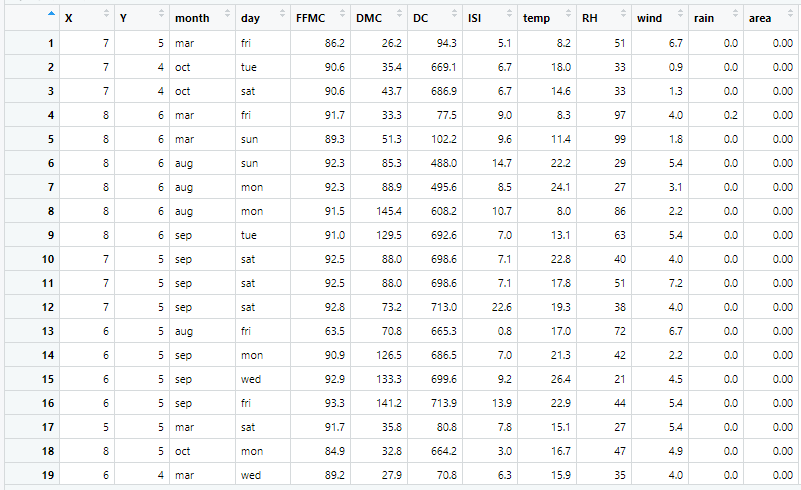 X Y month day FFMC DMC DC ISI temp RH wind rain area
1 7 5 mar fri 86.2 26.2 94.3 5.1 8.2 51 6.7 0.0 0.00
2 7 4 oct tue 90.6 35.4 669.1 6.7 18.0 33 0.9 0.0 0.00
3 7 4 oct sat 90.6 43.7 686.9 6.7 14.6 33 1.3 0.0 0.00
4 8 6 mar fri 91.7 33.3 77.5 9.0 8.3 97 4.0 0.2 0.00
5 8 6 mar sun 89.3 51.3 102.2 9.6 11.4 99 1.8 0.0 0.00
6 8 6 aug sun 92.3 85.3 488.0 14.7 22.2 29 5.4 0.0 0.00
7 8 6 aug mon 92.3 88.9 495.6 8.5 24.1 27 3.1 0.0 0.00
8 8 6 aug mon 91.5 145.4 608.2 10.7 8.0 86 2.2 0.0 0.00
9 8 6 sep tue 91.0 129.5 692.6 7.0 13.1 63 5.4 0.0 0.00
10 7 5 sep sat 92.5 88.0 698.6 7.1 22.8 40 4.0 0.0 0.00
11 7 5 sep sat 92.5 88.0 698.6 7.1 17.8 51 7.2 0.0 0.00
12 7 5 sep sat 92.8 73.2 713.0 22.6 19.3 38 4.0 0.0 0.00
13 6 5 aug fri 63.5 70.8 665.3 0.8 17.0 72 6.7 0.0 0.00
14 6 5 sep mon 90.9 126.5 686.5 7.0 21.3 42 2.2 0.0 0.00
15 6 5 sep wed 92.9 133.3 699.6 9.2 26.4 21 4.5 0.0 0.00
16 6 5 sep fri 93.3 141.2 713.9 13.9 22.9 44 5.4 0.0 0.00
17 5 5 mar sat 91.7 35.8 80.8 7.8 15.1 27 5.4 0.0 0.00
18 8 5 oct mon 84.9 32.8 664.2 3.0 16.7 47 4.9 0.0 0.00
19 6 4 mar wed 89.2 27.9 70.8 6.3 15.9 35 4.0 0.0 0.00